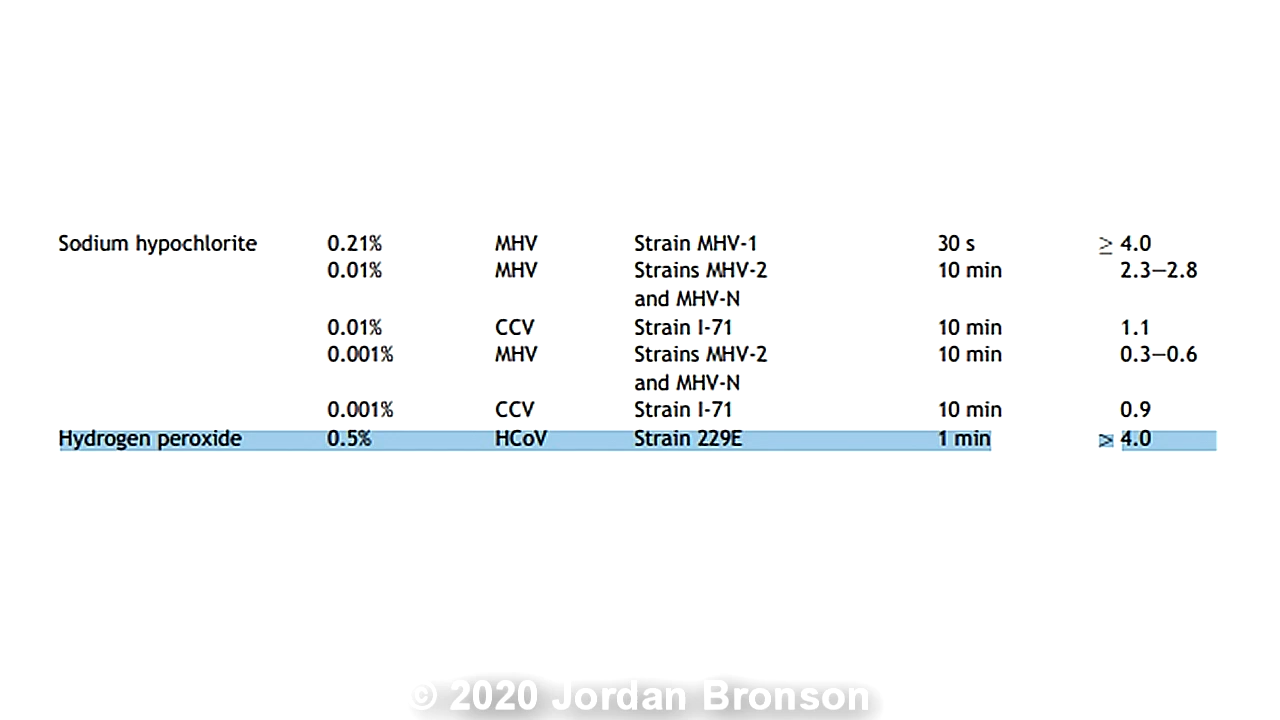 Sodium hypochlorite 0.21% MHV Strain MHV-1 30 s ≥ 4.0
0.01% MHV Strains MHV-2 10 min 2.3–2.8
and MHV-N
0.01% CCV Strain I-71 10 min 1.1
0.001% MHV Strains MHV-2 10 min 0.3–0.6
and MHV-N
0.001% CCV Strain I-71 10 min 0.9
Hydrogen peroxide 0.5% HCoV Strain 229E 1 min ≥ 4.0
© 2020 Jordan Bronson